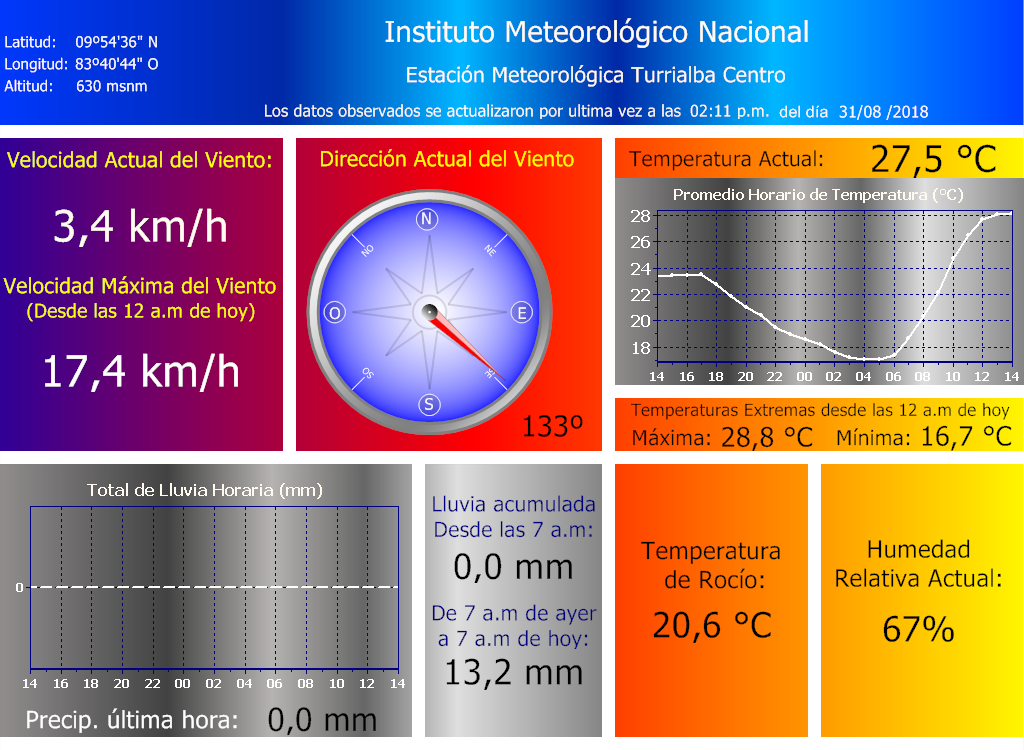 Instituto Meteorológico Nacional
Latitud: 09º54'36" N
Longitud: 83º40'44" O
Altitud: 630 msnm
Estación Meteorológica Turrialba Centro
Los datos observados se actualizaron por ultima vez a las 02:11 p.m. del día 31/08 /2018
Velocidad Actual del Viento:
3,4 km/h
Velocidad Máxima del Viento
(Desde las 12 a.m de hoy)
17,4 km/h
Dirección Actual del Viento
N
NO NE
O E
SO SE
S
133º
Temperatura Actual: 27,5 °C
Promedio Horario de Temperatura (°C)
28
26
24
22
20
18
14 16 18 20 22 00 02 04 06 08 10 12 14
Temperaturas Extremas desde las 12 a.m de hoy
Máxima: 28,8 °C Mínima: 16,7 °C
Total de Lluvia Horaria (mm)
0
14 16 18 20 22 00 02 04 06 08 10 12 14
Precip. última hora: 0,0 mm
Lluvia acumulada
Desde las 7 a.m:
0,0 mm
De 7 a.m de ayer
a 7 a.m de hoy:
13,2 mm
Temperatura
de Rocío:
20,6 °C
Humedad
Relativa Actual:
67%